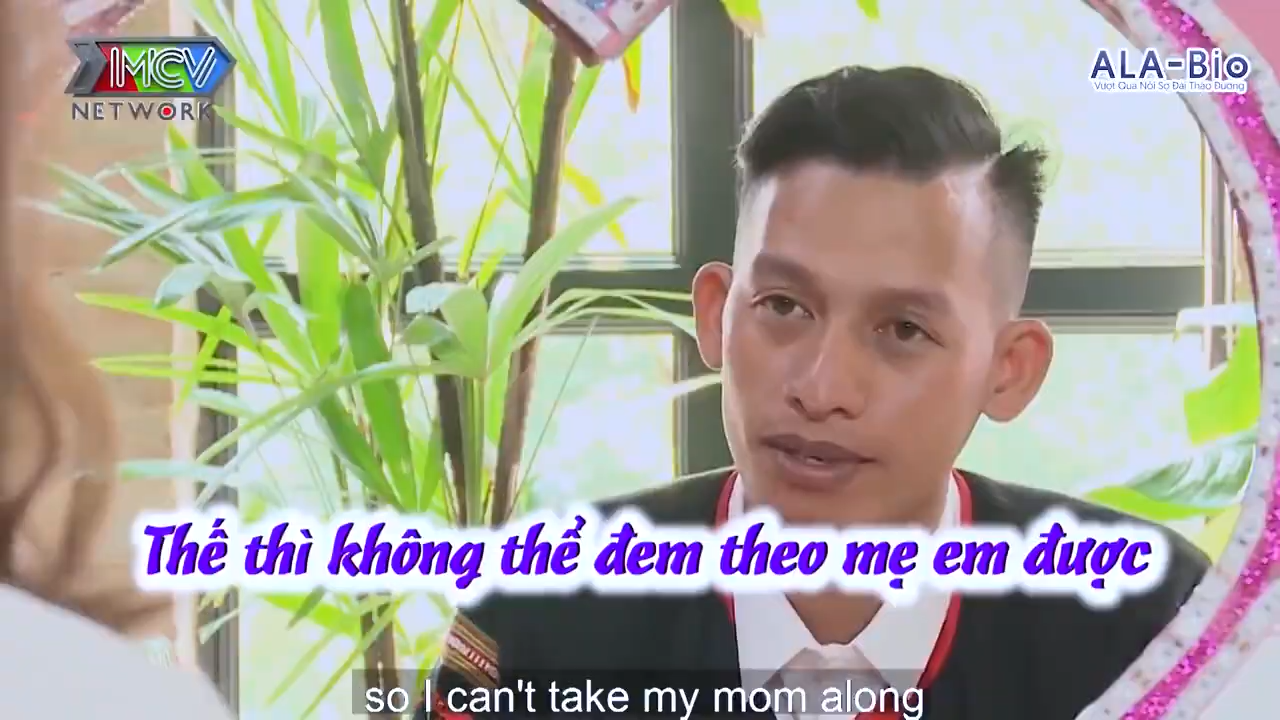 MCV
NETWORK
ALA-Bio
Vượt Qua Nỗi Sợ Đái Tháo Đường
Thế thì không thể đem theo mẹ em được
so I can't take my mom along